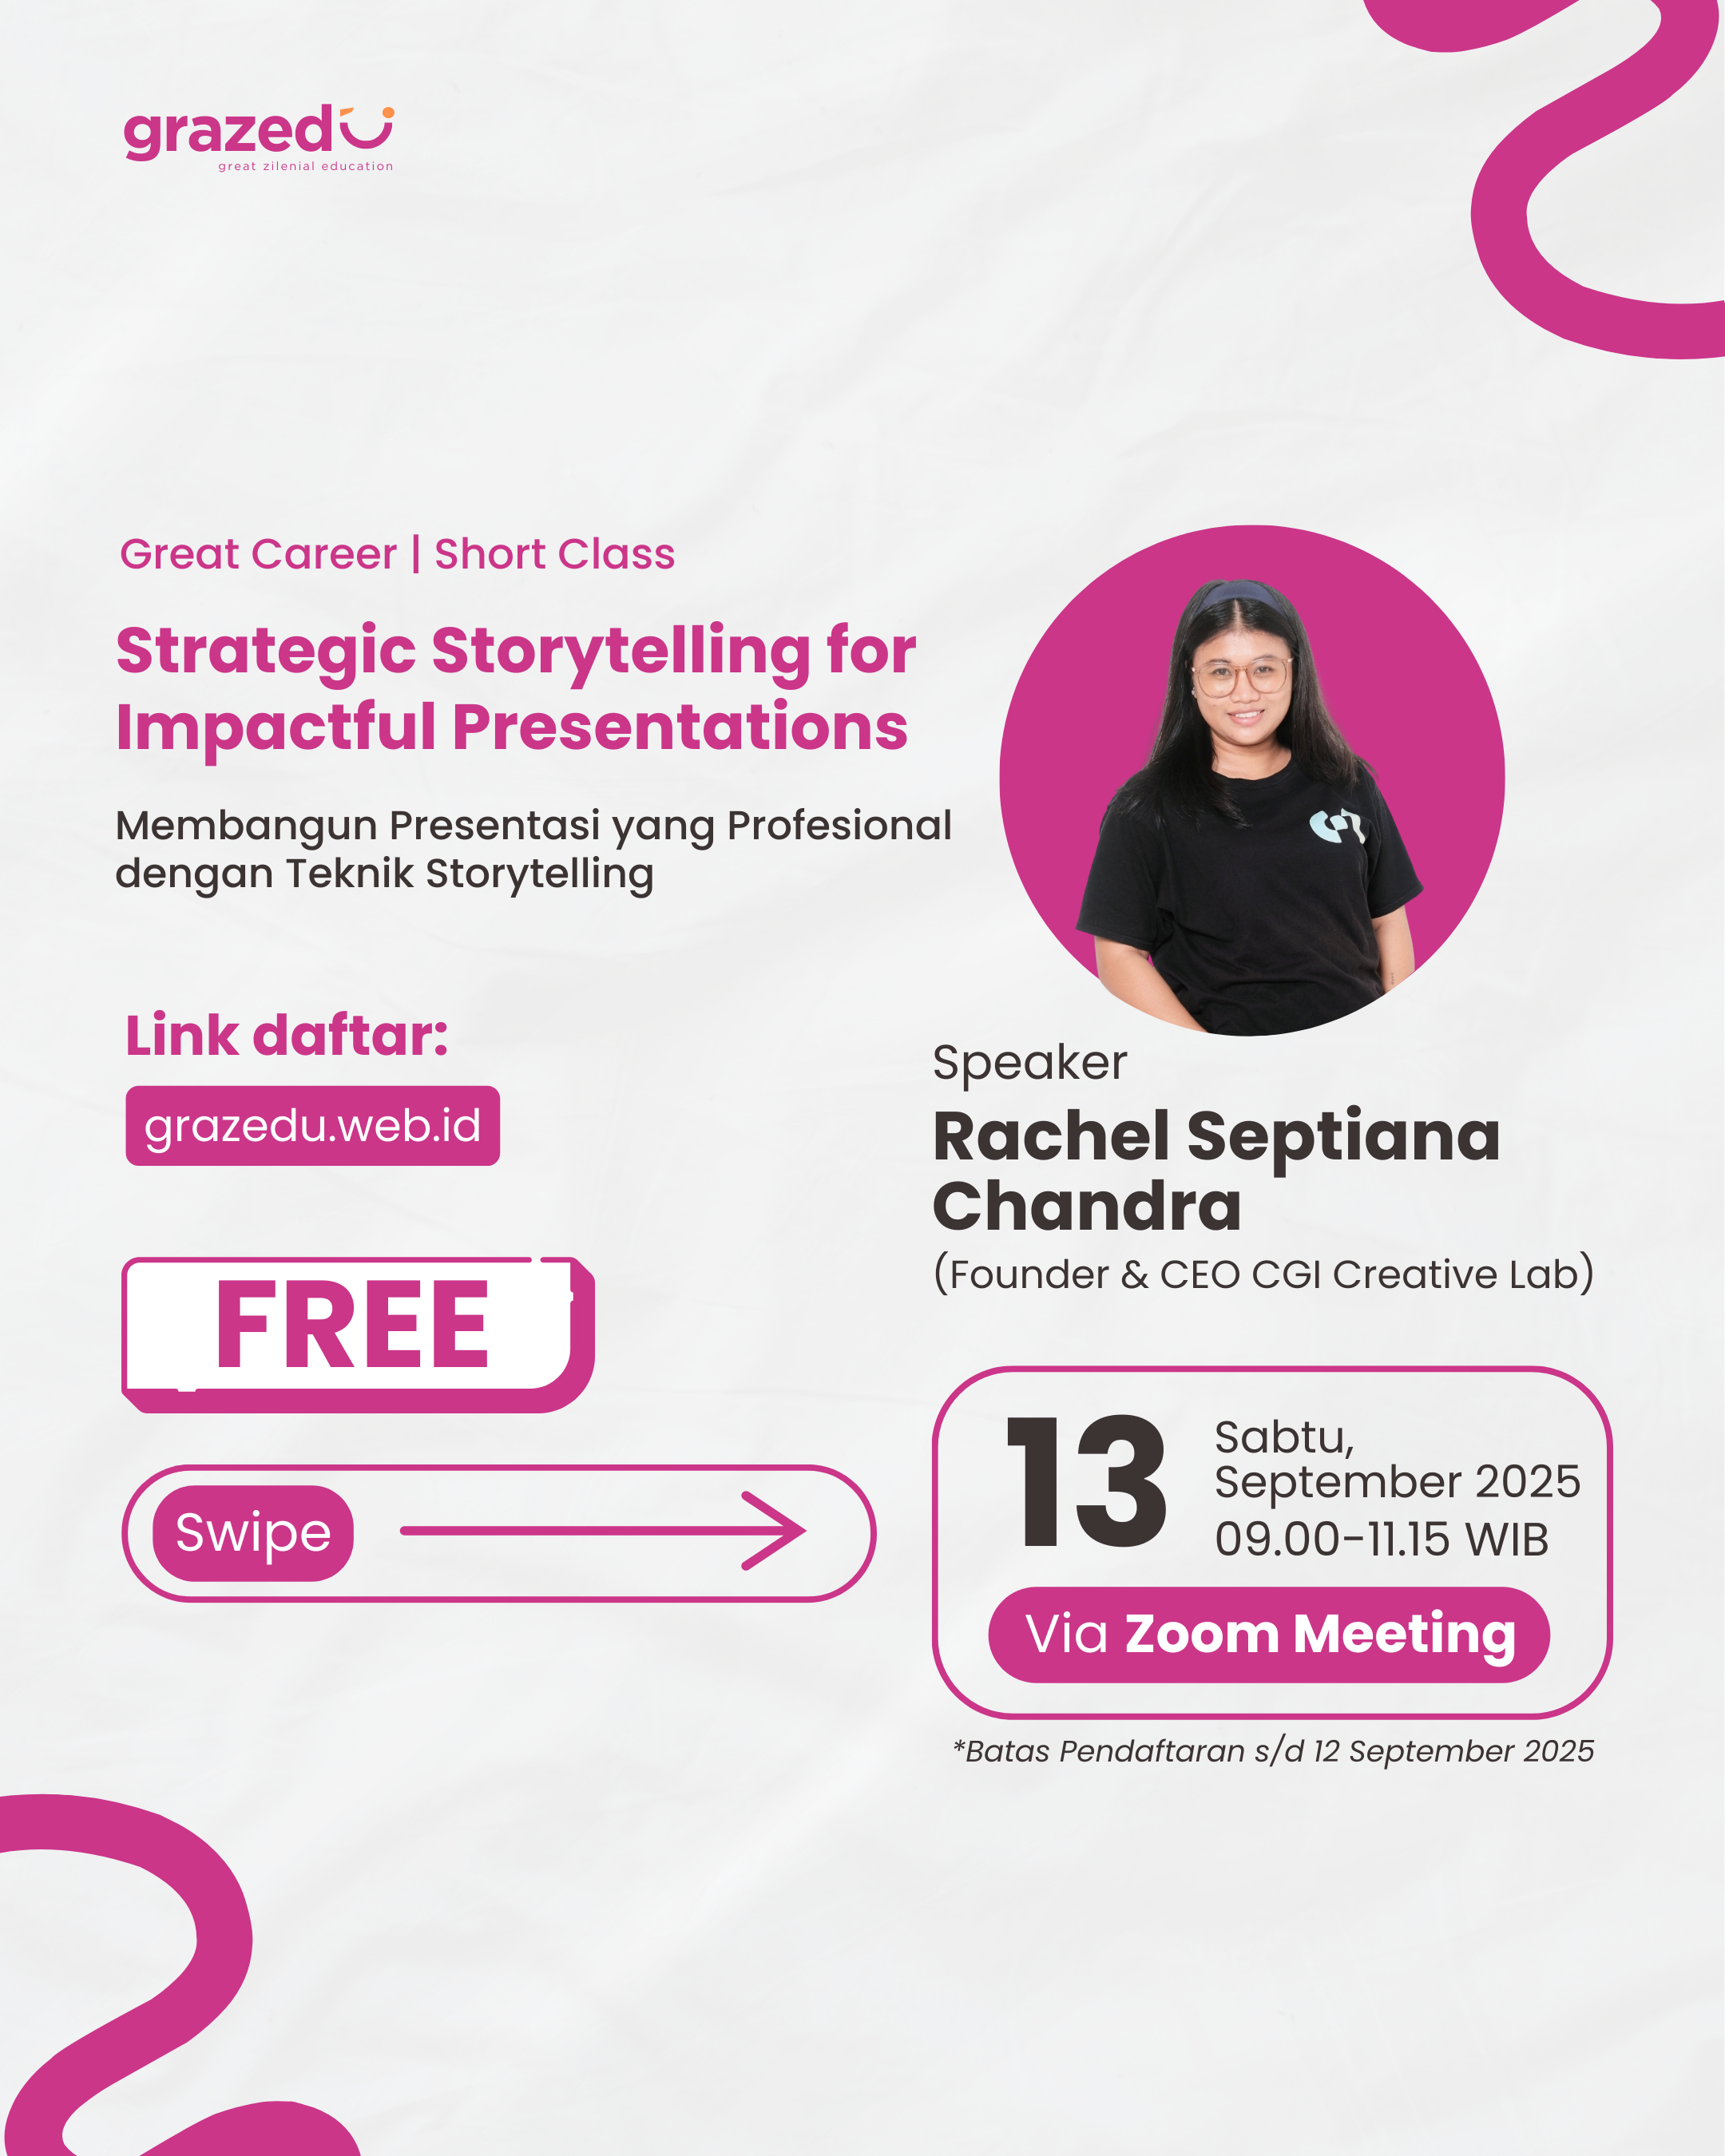 grazedu
great zilenial education
Great Career | Short Class
Strategic Storytelling for
Impactful Presentations
Membangun Presentasi yang Profesional
dengan Teknik Storytelling
Link daftar:
grazedu.web.id
FREE
Swipe
Speaker
Rachel Septiana
Chandra
(Founder & CEO CGI Creative Lab)
13
Sabtu,
September 2025
09.00-11.15 WIB
Via Zoom Meeting
*Batas Pendaftaran s/d 12 September 2025